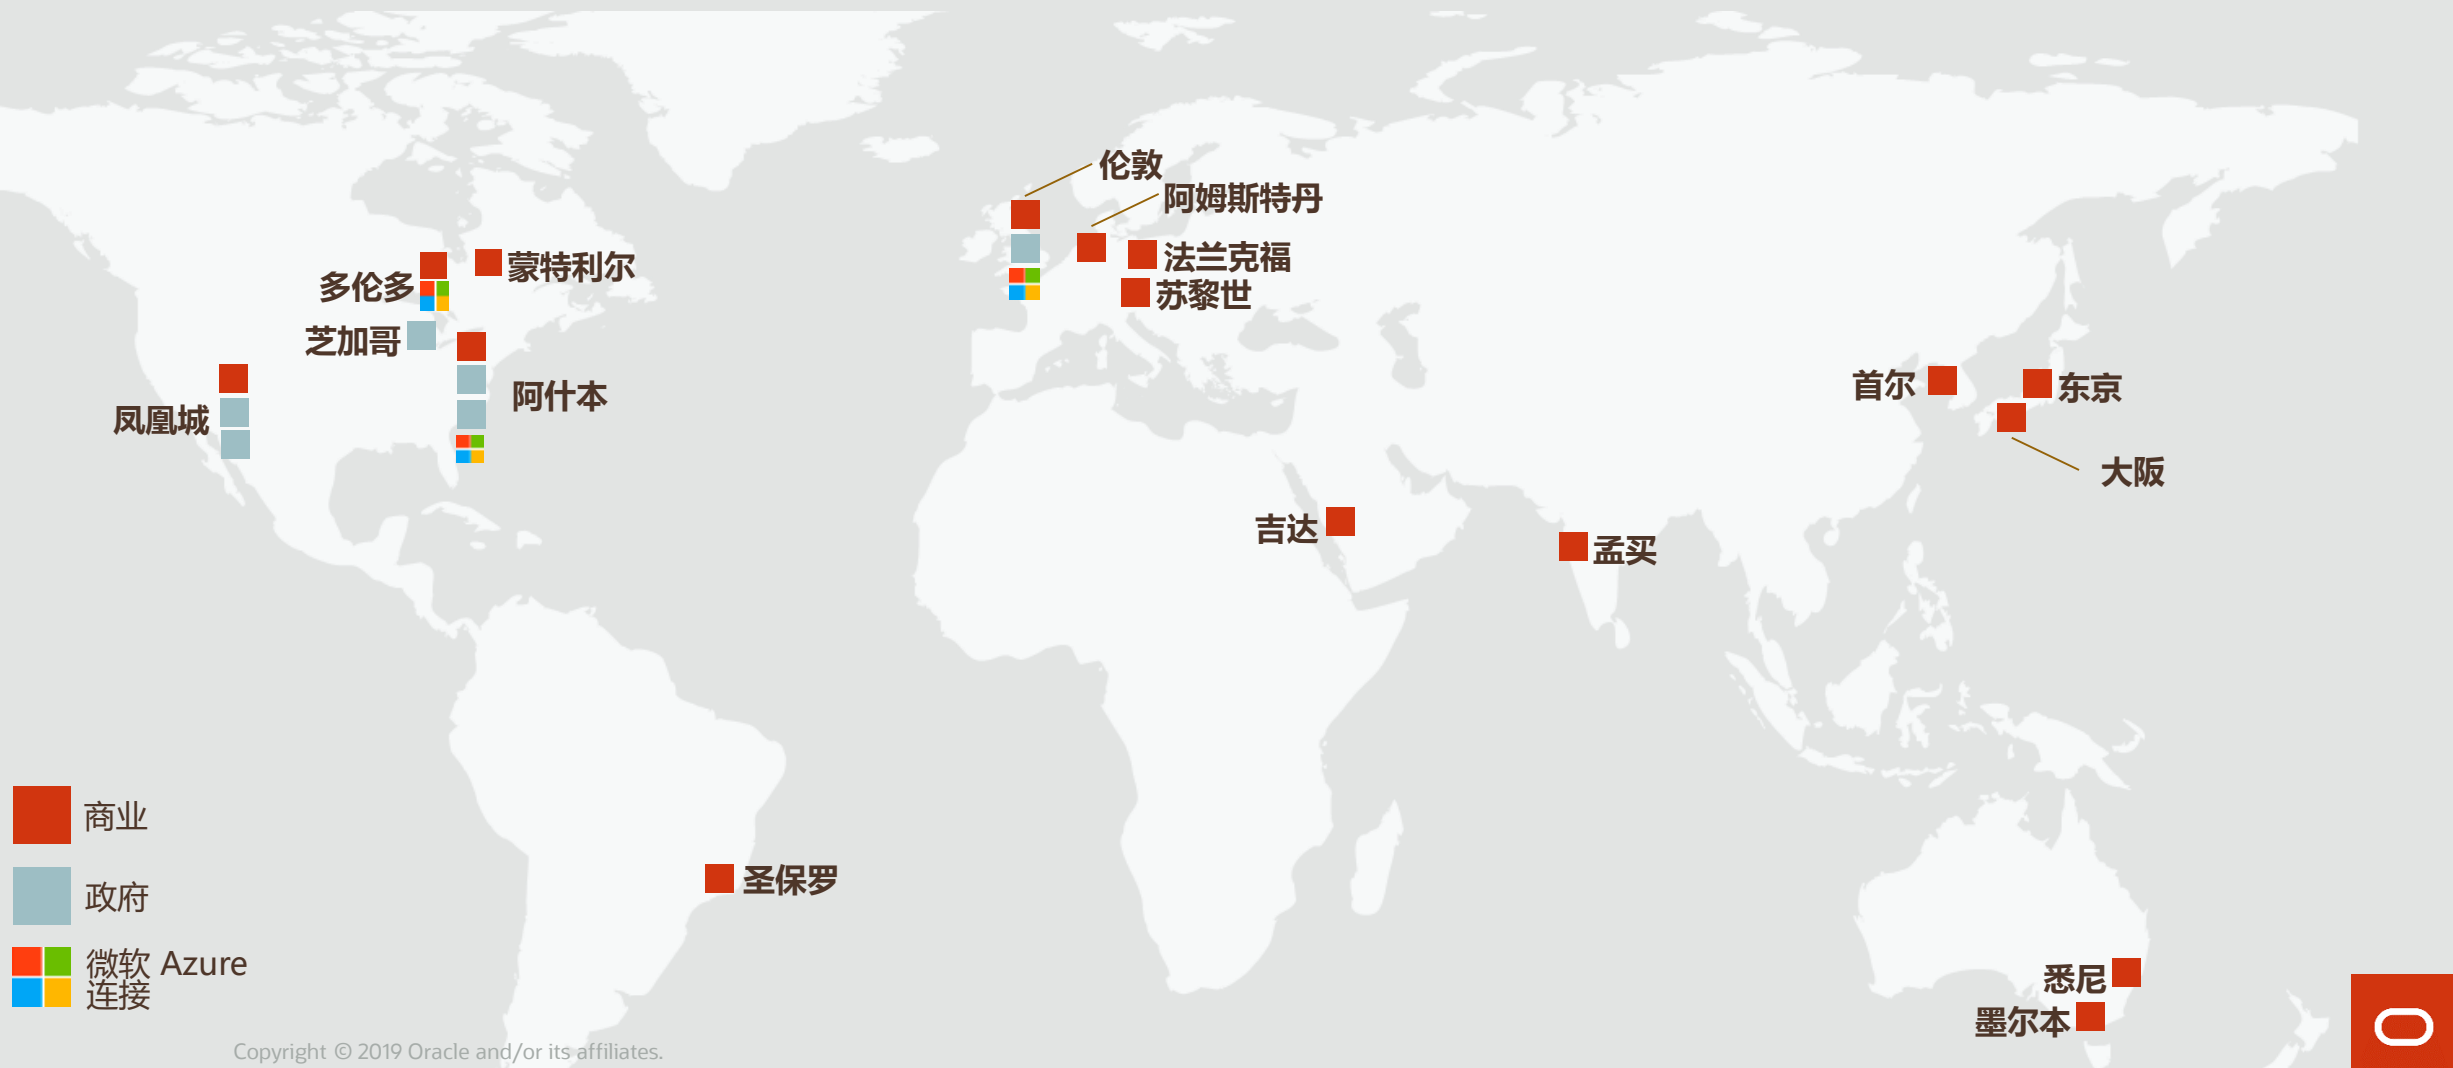 伦敦
阿姆斯特丹
蒙特利尔
法兰克福
多伦多
苏黎世
芝加哥
阿什本
首尔
东京
凤凰城
大阪
吉达
孟买
商业
圣保罗
政府
微软 Azure
连接
悉尼
墨尔本
Copyright © 2019 Oracle and/or its affiliates.